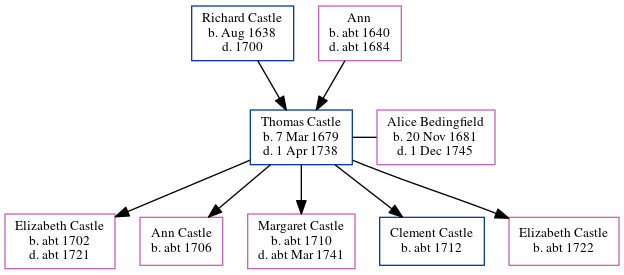 Richard Castle
b. Aug 1638
d. 1700
Ann
b. abt 1640
d. abt 1684
Thomas Castle
b. 7 Mar 1679
d. 1 Apr 1738
Alice Bedingfield
b. 20 Nov 1681
d. 1 Dec 1745
Elizabeth Castle
b. abt 1702
d. abt 1721
Ann Castle
b. abt 1706
Margaret Castle
b. abt 1710
d. abt Mar 1741
Clement Castle
b. abt 1712
Elizabeth Castle
b. abt 1722